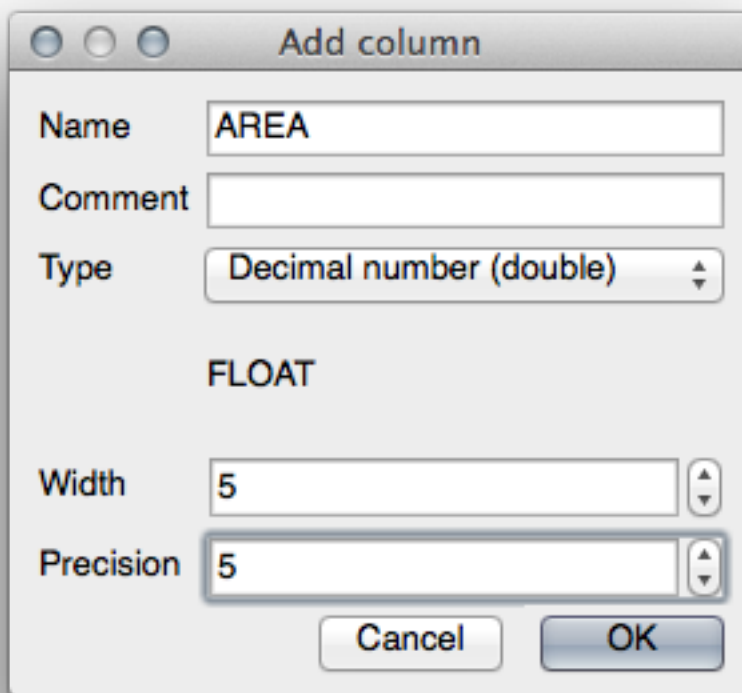 Add column
Name AREA
Comment
Type Decimal number (double)
FLOAT
Width 5
Precision 5
Cancel OK